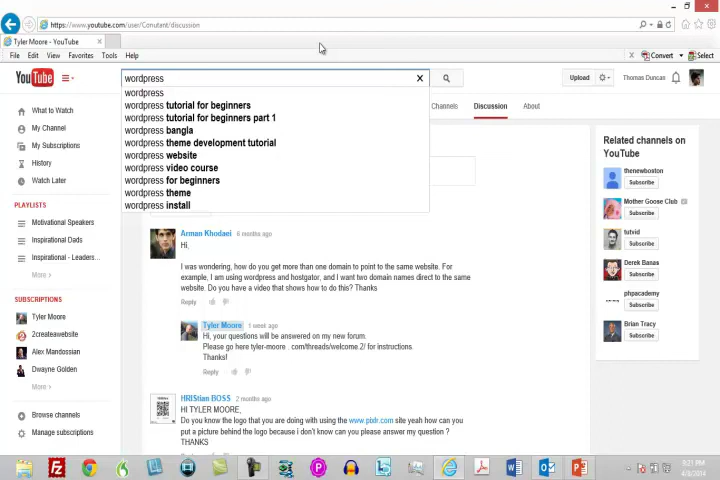 https://www.youtube.com/user/Conutant/discussion
Tyler Moore - YouTube
File Edit View Favorites Tools Help
Convert Select
YouTube
wordpress
Upload
Thomas Duncan
wordpress
wordpress tutorial for beginners
wordpress tutorial for beginners part 1
wordpress bangla
wordpress theme development tutorial
wordpress website
wordpress video course
wordpress for beginners
wordpress theme
wordpress install
Channels Discussion About
What to Watch
My Channel
My Subscriptions
History
Watch Later
PLAYLISTS
Motivational Speakers
Inspirational Dads
Inspirational - Leaders...
More ›
SUBSCRIPTIONS
Tyler Moore
2createawebsite
Alex Mandossian
Dwayne Golden
More ›
Browse channels
Manage subscriptions
Arman Khodaei 6 months ago
Hi,
I was wondering, how do you get more than one domain to point to the same website. For
example, I am using wordpress and hostgator, and I want two domain names direct to the same
website. Do you have a video that shows how to do this? Thanks
Reply
Tyler Moore 1 week ago
Hi, your questions will be answered on my new forum.
Please go here tyler-moore . com/threads/welcome.2/ for instructions.
Thanks!
Reply
HRIStian BOSS 2 months ago
HI TYLER MOORE,
Do you know the logo that you are doing with using the www.pixlr.com site yeah how can you
put a picture behind the logo because i don't know can you please answer my question ?
THANKS
Related channels on
YouTube
thenewboston
Subscribe
Mother Goose Club
Subscribe
tutvid
Subscribe
Derek Banas
Subscribe
phpacademy
Subscribe
Brian Tracy
Subscribe
9:21 PM
4/8/2014